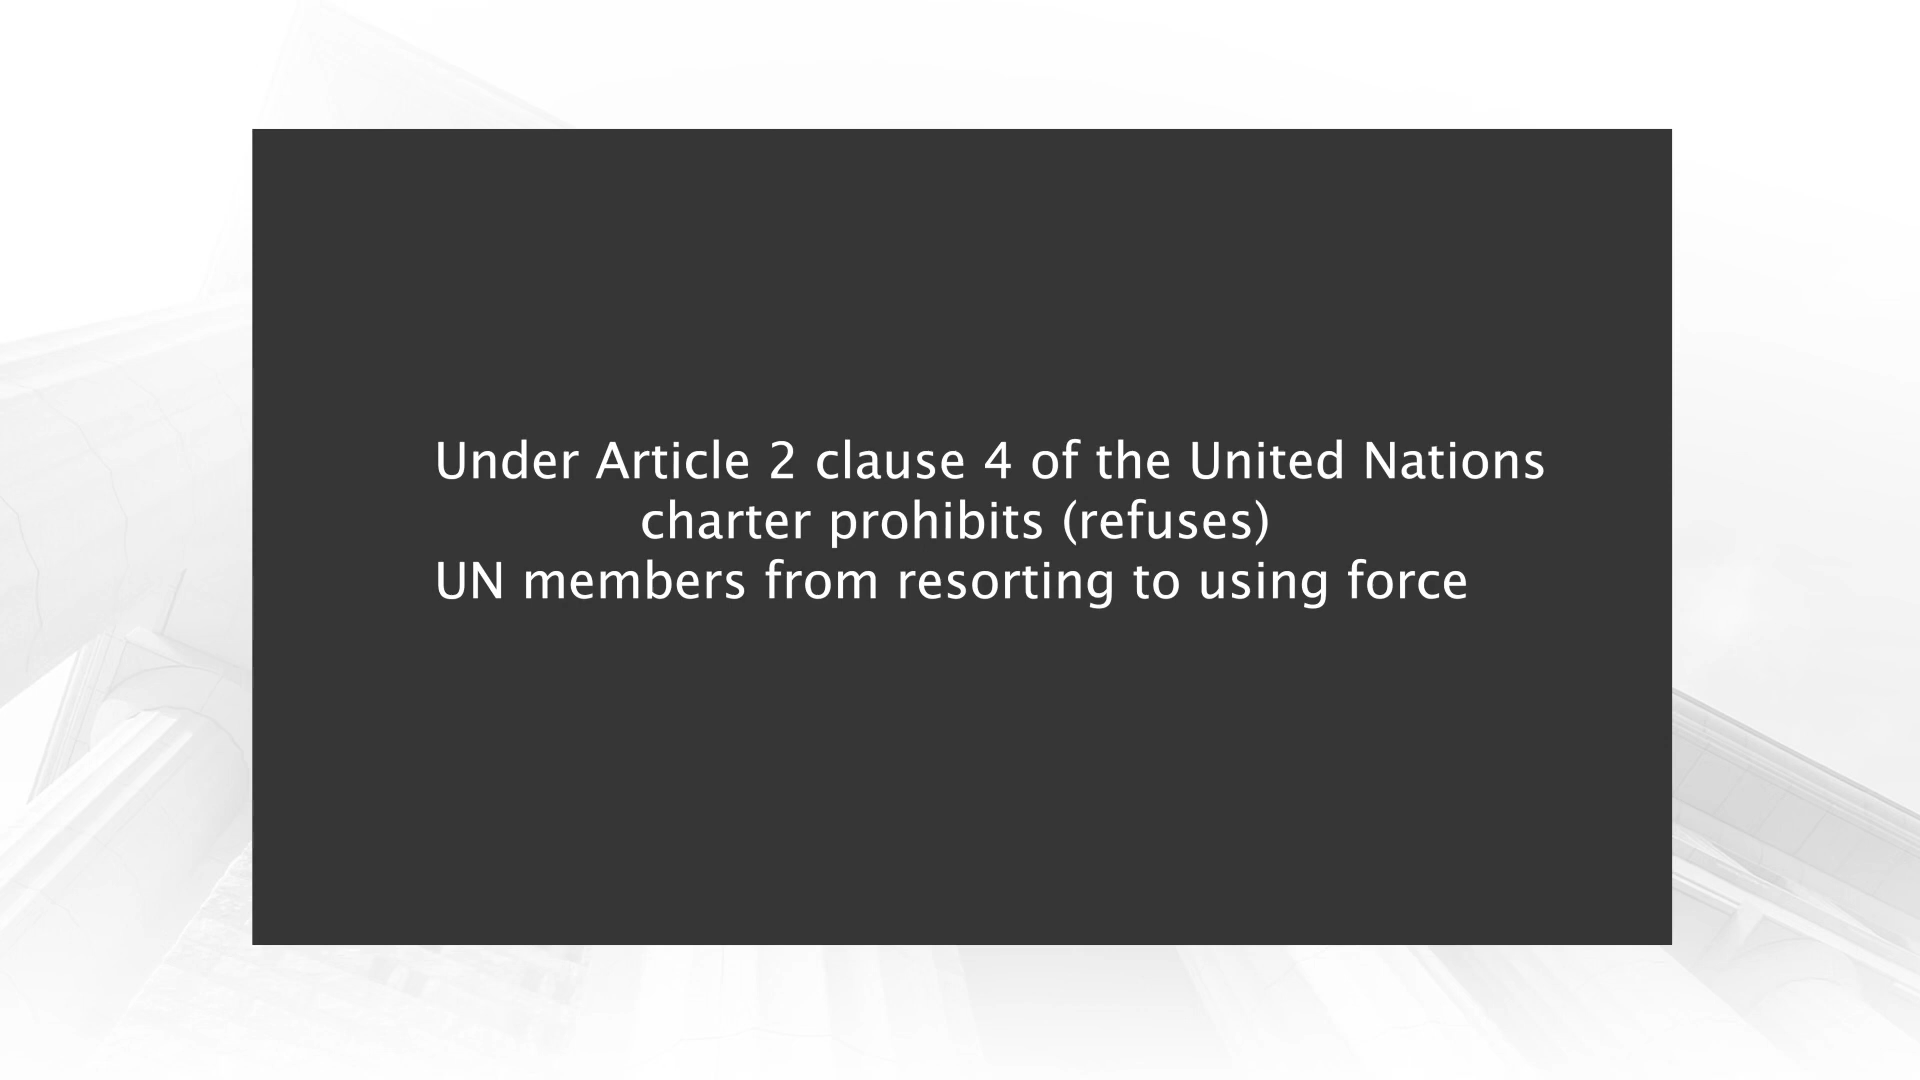 Under Article 2 clause 4 of the United Nations
charter prohibits (refuses)
UN members from resorting to using force